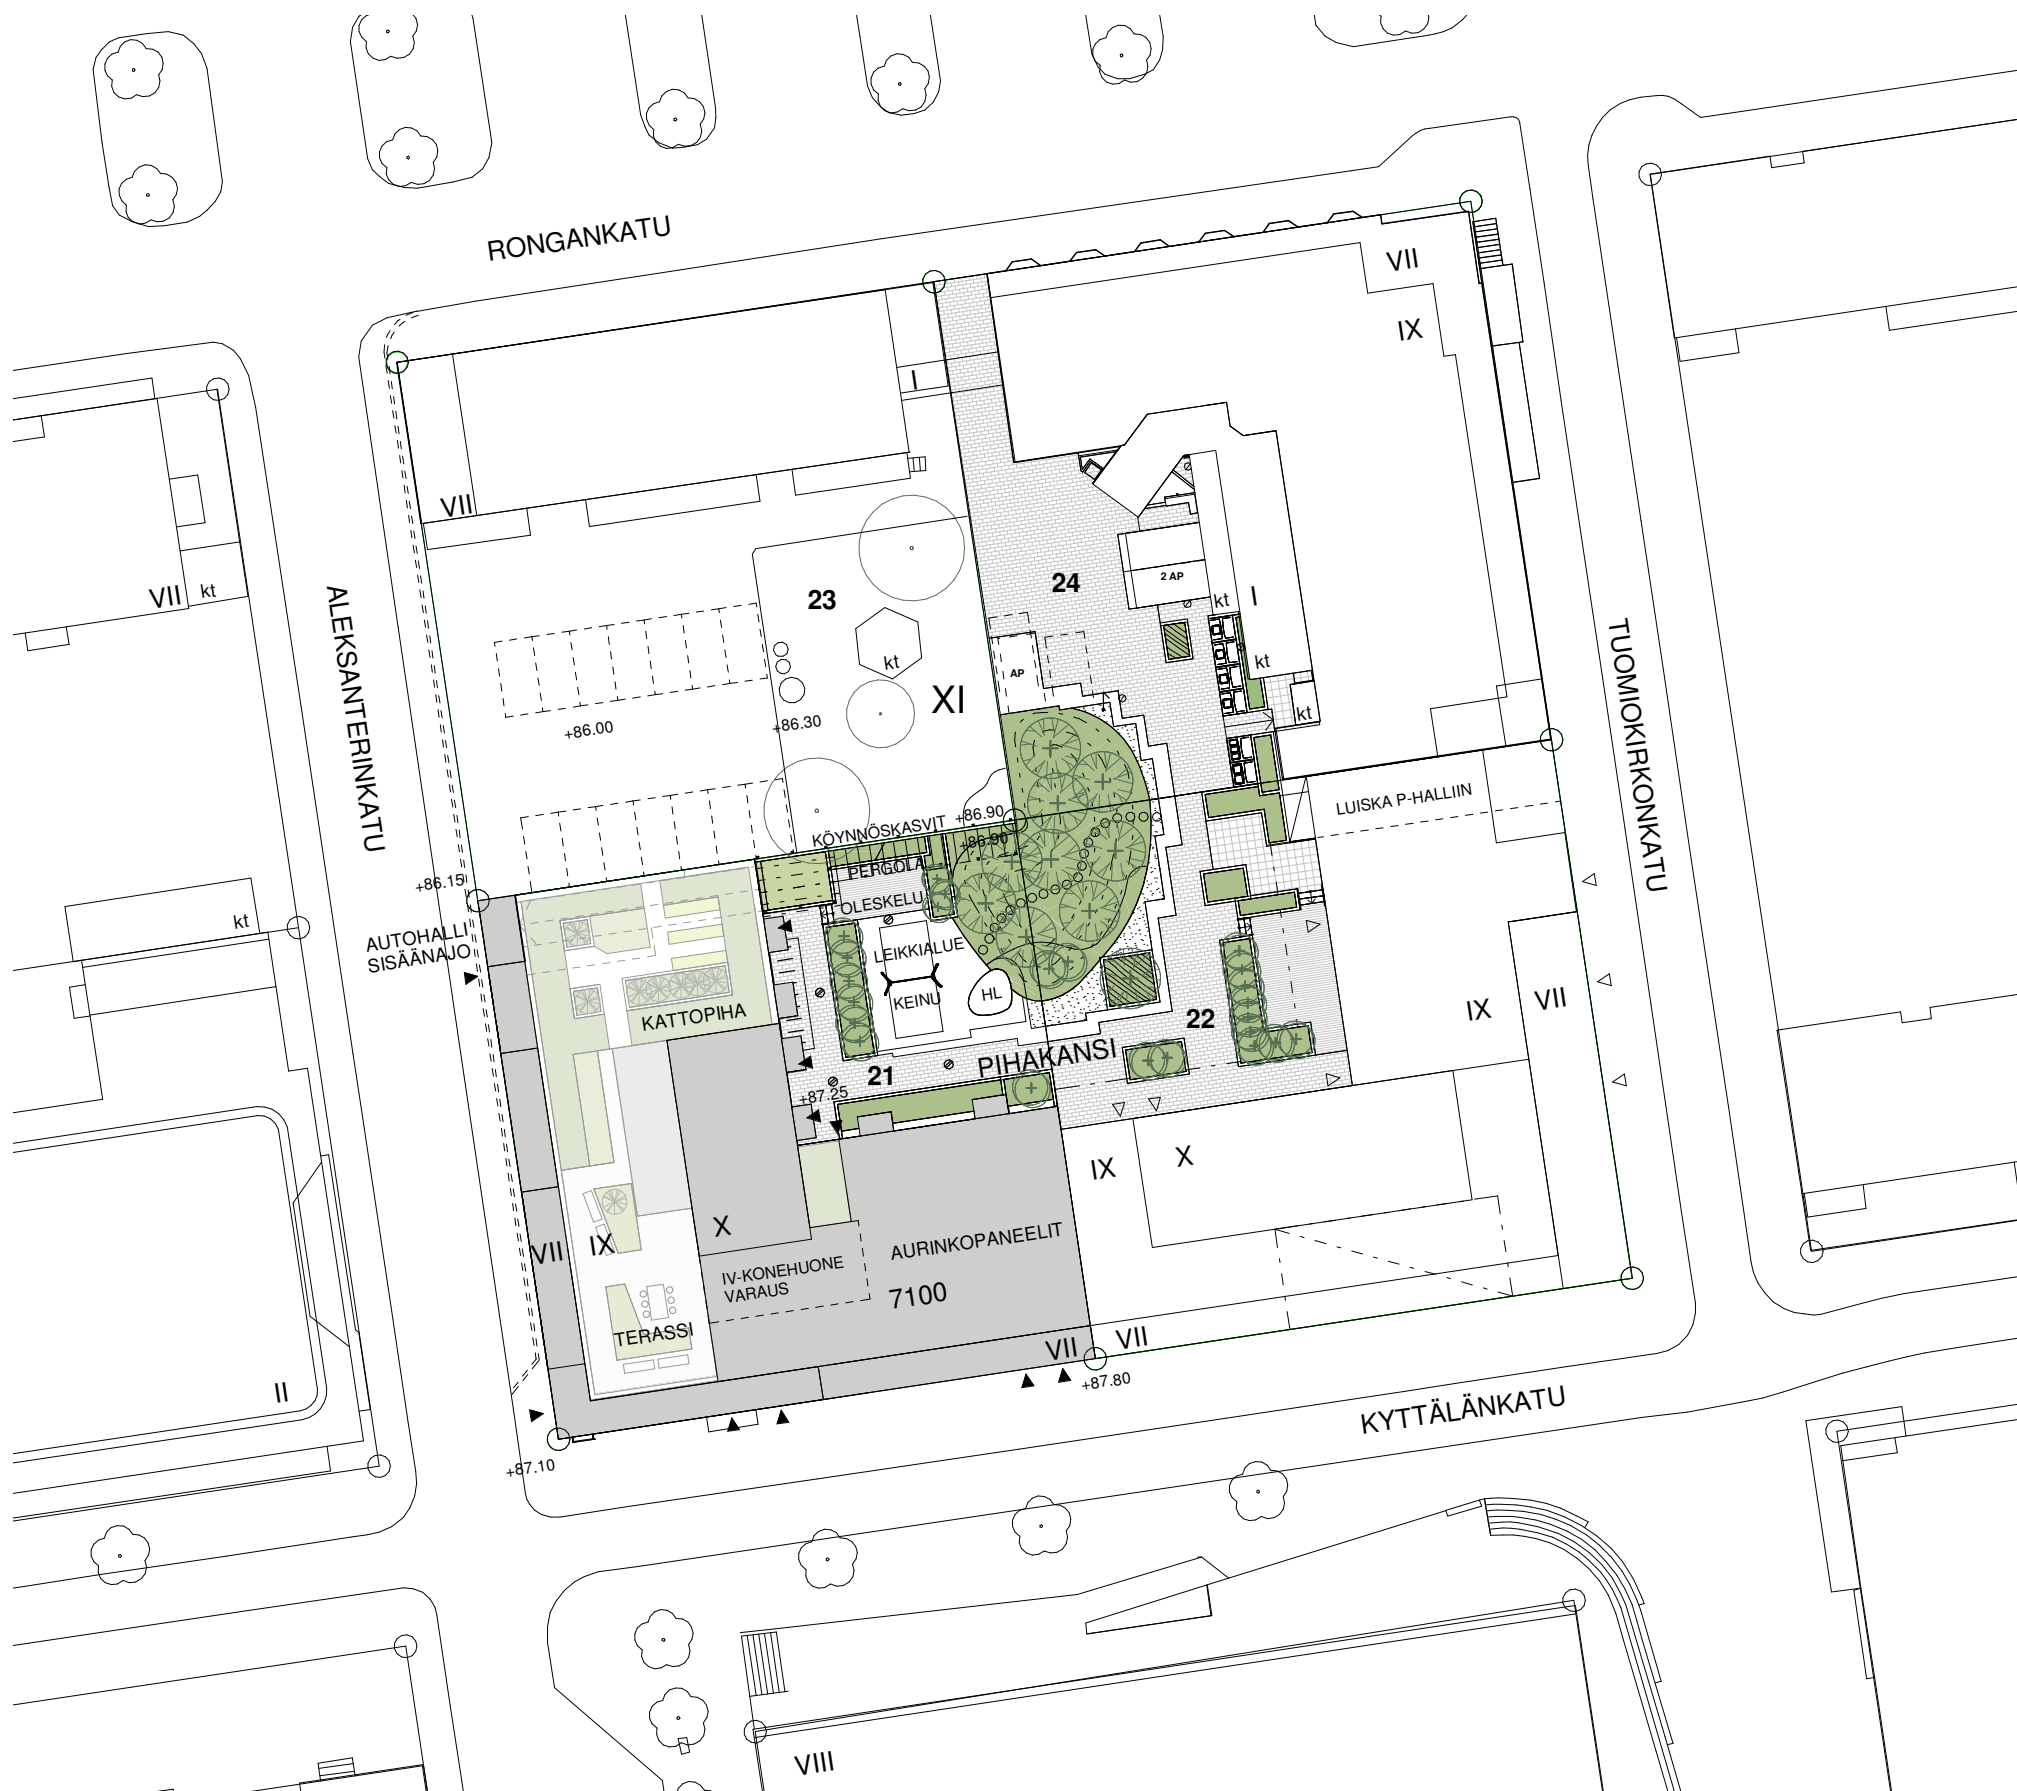 RONGANKATU
VII
IX
I
VII
kt
VII
kt
ALEKSANTERINKATU
23
24
2 AP
kt
I
kt
AP
kt
XI
kt
TUOMIOKIRKONKATU
+86.00
+86.30
LUISKA P-HALLIIN
KÖYNNÖSKASVIT
+86.90
+86.90
PERGOLA
OLESKELU
+86.15
AUTOHALLI
SISÄÄNAJO
LEIKKIALUE
KEINU
HL
KATTOPIHA
22
IX
VII
PIHAKANSI
21
+87.25
IX
X
VII
IX
X
AURINKOPANEELIT
IV-KONEHUONE
VARAUS
7100
TERASSI
VII
VII
+87.80
II
KYTTÄLÄNKATU
+87.10
VIII